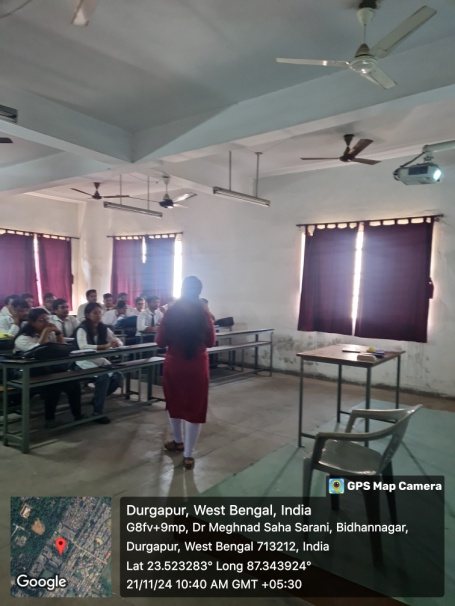 GPS Map Camera
Durgapur, West Bengal, India
G8fv+9mp, Dr Meghnad Saha Sarani, Bidhannagar,
Durgapur, West Bengal 713212, India
Lat 23.523283° Long 87.343924°
21/11/24 10:40 AM GMT +05:30
Google